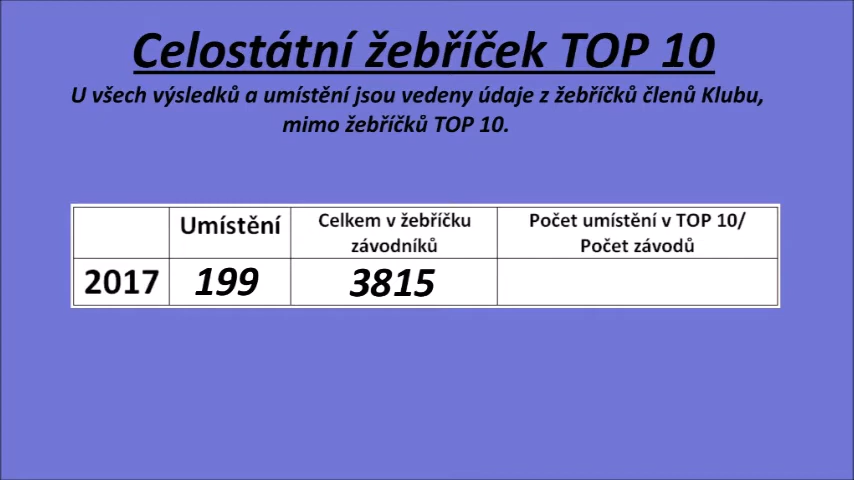 Celostátní žebříček TOP 10
U všech výsledků a umístění jsou vedeny údaje z žebříčků členů Klubu,
mimo žebříčků TOP 10.
Umístění
Celkem v žebříčku
závodníků
Počet umístění v TOP 10/
Počet závodů
2017 199 3815